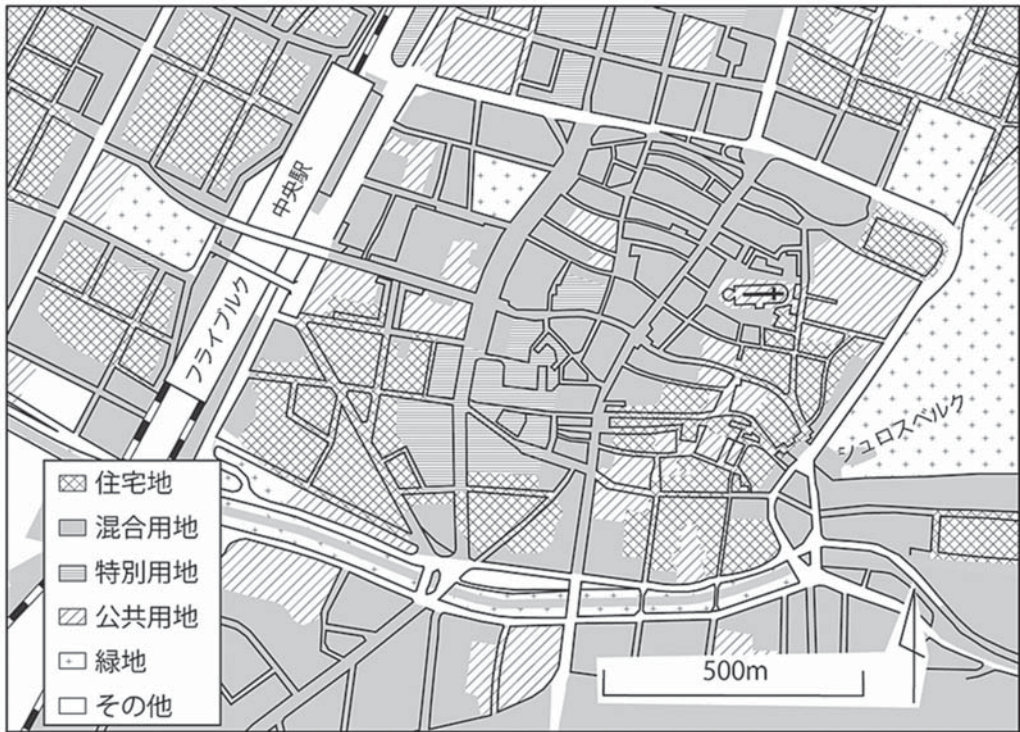 中央駅
フライブルク
シュロスベルク
住宅地
混合用地
特別用地
公共用地
緑地
その他
500m